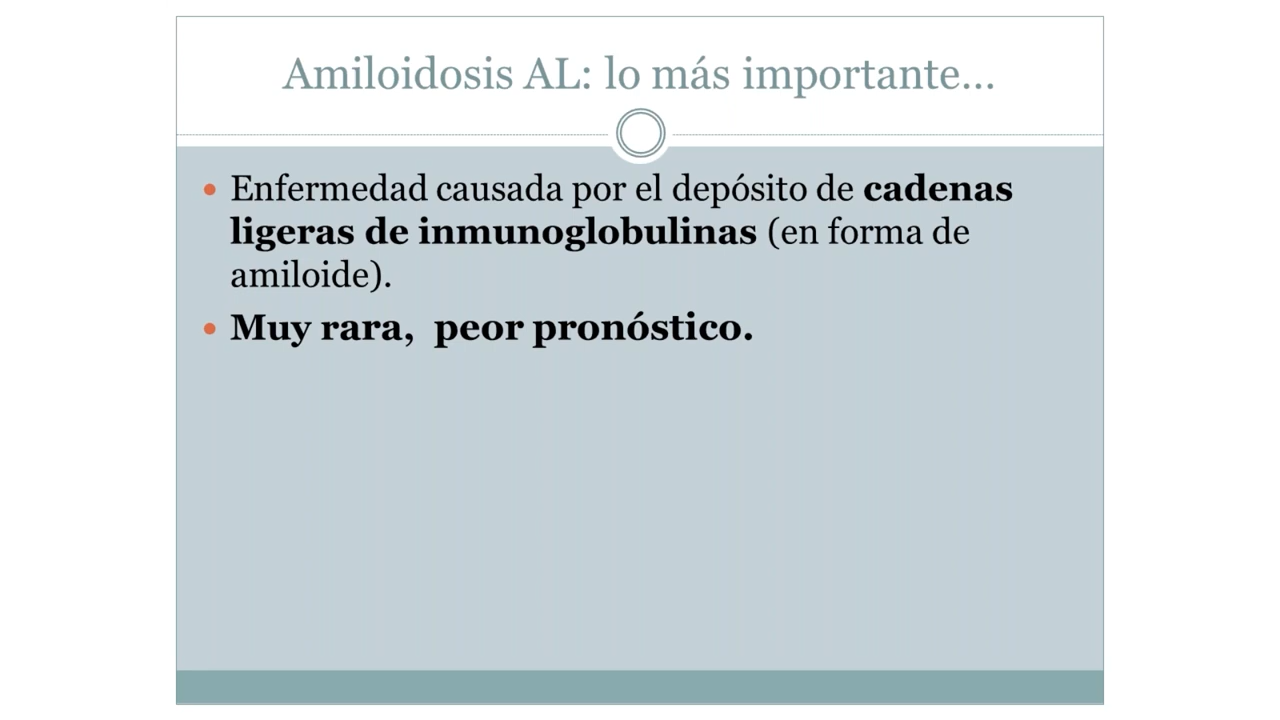 Amiloidosis AL: lo más importante...
• Enfermedad causada por el depósito de cadenas
ligeras de inmunoglobulinas (en forma de
amiloide).
• Muy rara, peor pronóstico.